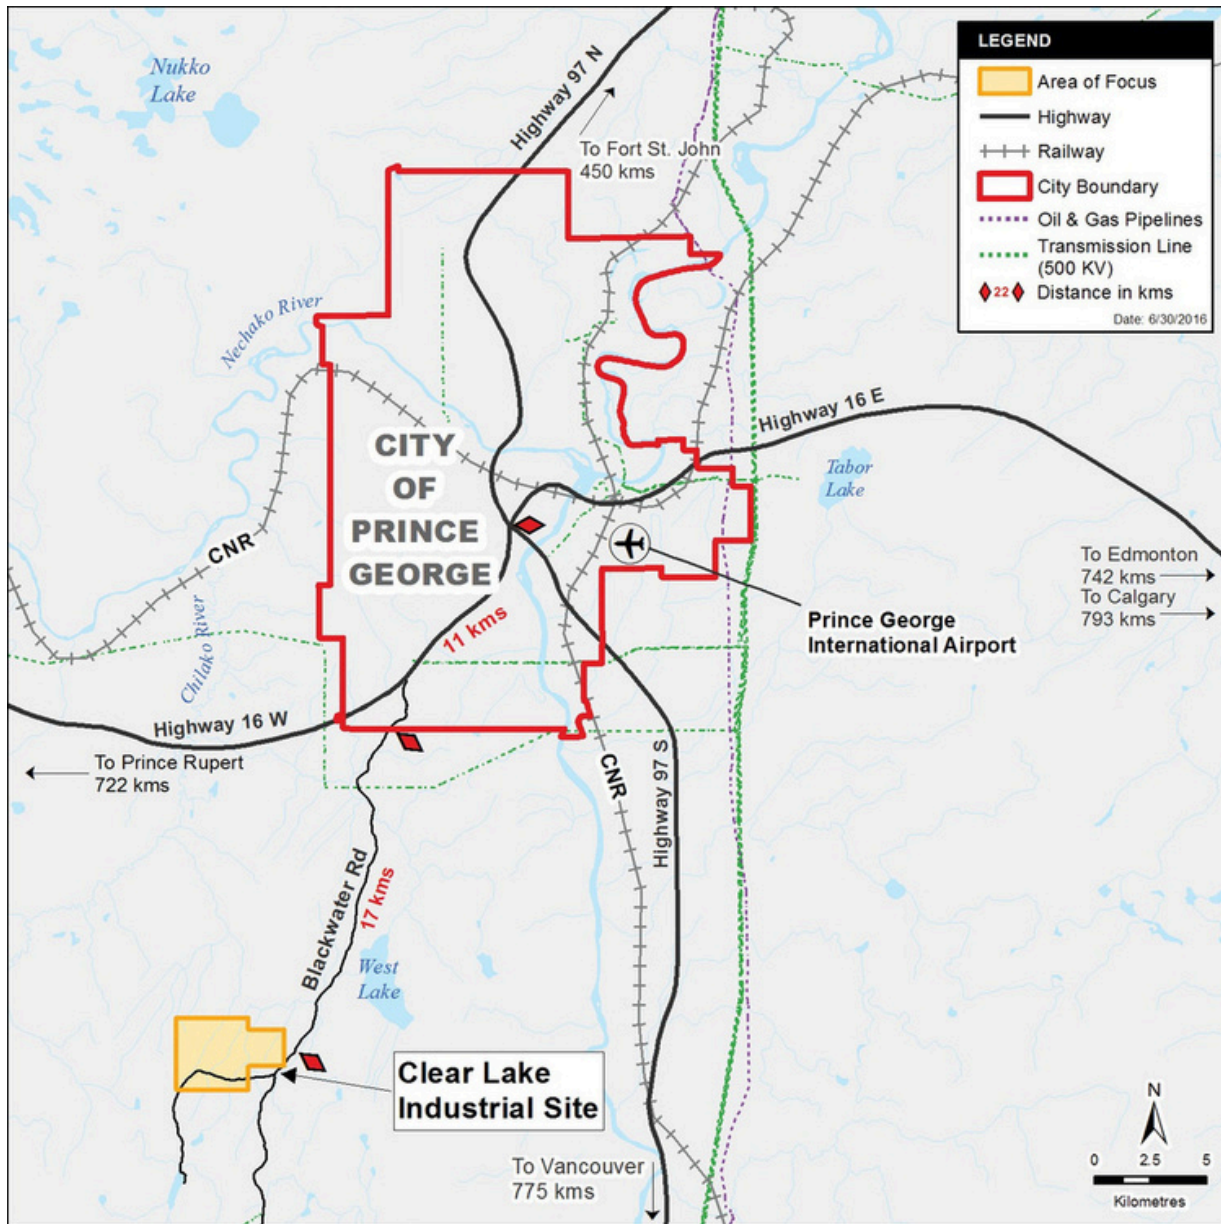 Nukko
Lake
Highway 97 N
To Fort St. John
450 kms
LEGEND
Area of Focus
Highway
Railway
City Boundary
Oil & Gas Pipelines
Transmission Line
(500 KV)
22
Distance in kms
Date: 6/30/2016
Nechako River
CITY
OF
PRINCE
GEORGE
Highway 16 E
Tabor
Lake
CNR
To Edmonton
742 kms
To Calgary
793 kms
Chilako River
11 kms
Prince George
International Airport
Highway 16 W
To Prince Rupert
722 kms
CNR
Highway 97 S
Blackwater Rd
17 kms
West
Lake
Clear Lake
Industrial Site
To Vancouver
775 kms
N
0 2.5 5
Kilometres